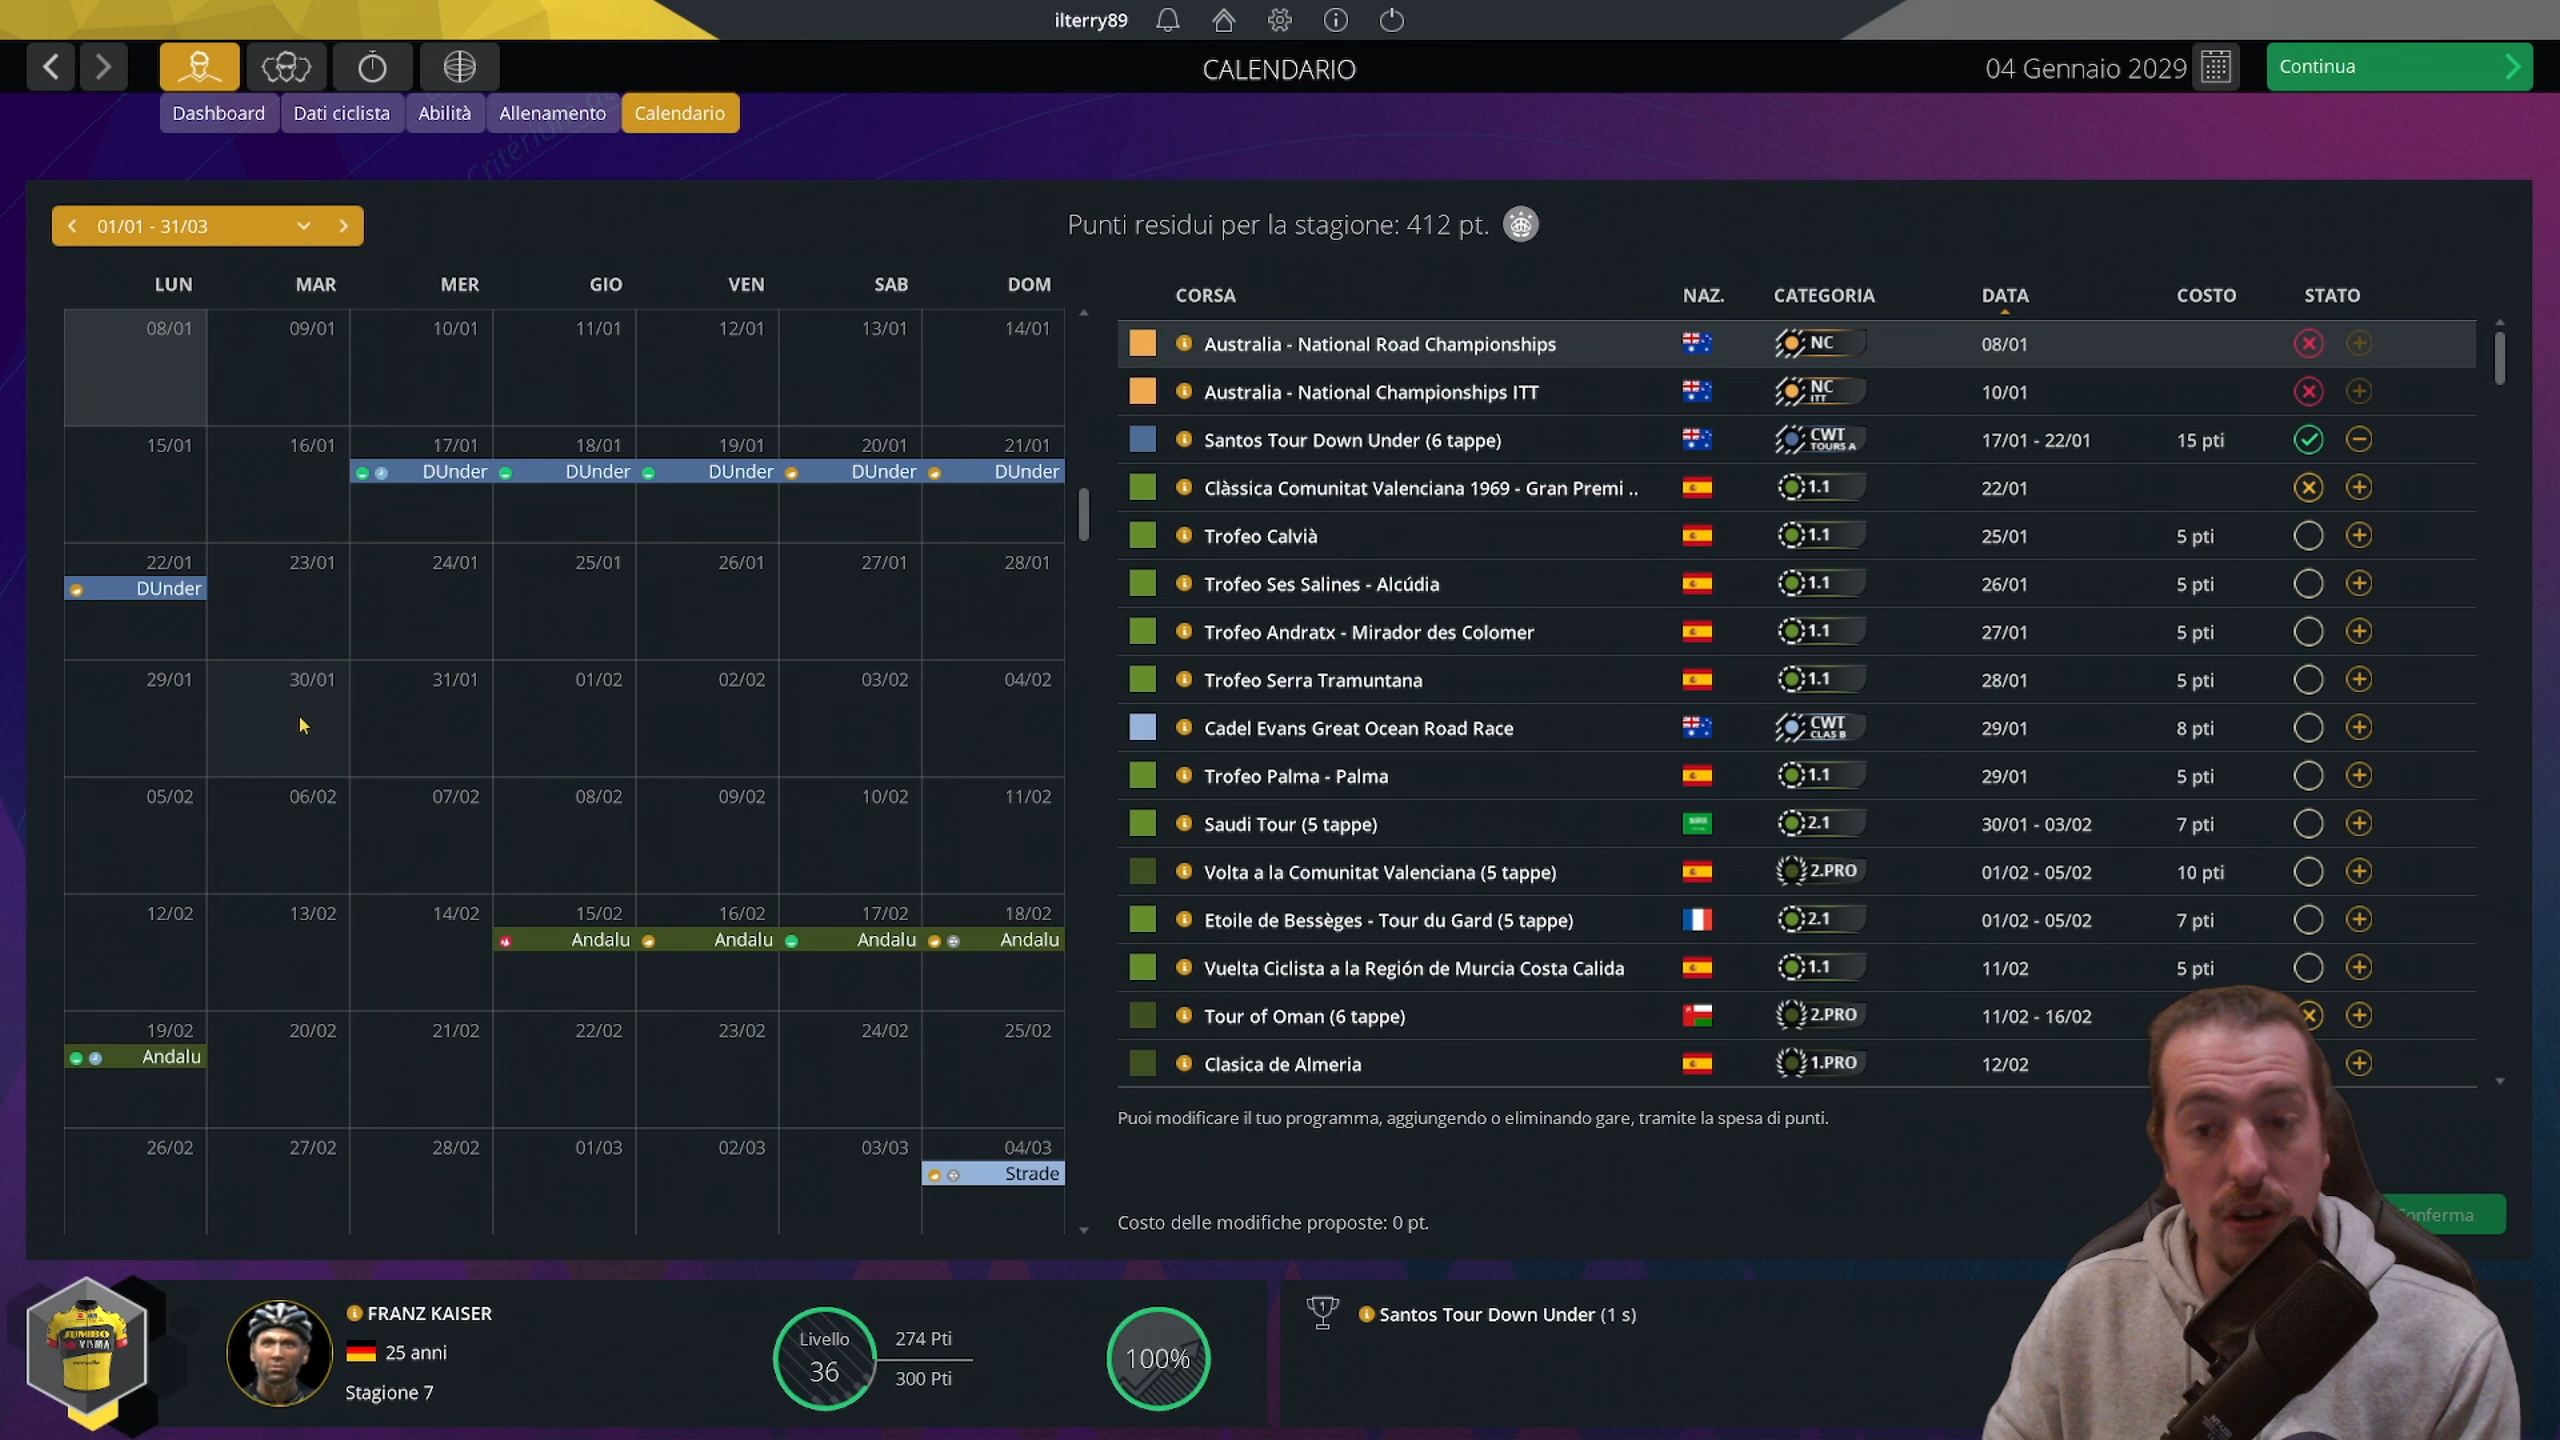 ilterry89
CALENDARIO
04 Gennaio 2029
Continua
Dashboard
Dati ciclista
Abilità
Allenamento
Calendario
01/01 - 31/03
Punti residui per la stagione: 412 pt.
LUN MAR MER GIO VEN SAB DOM
08/01 09/01 10/01 11/01 12/01 13/01 14/01
15/01 16/01 17/01 18/01 19/01 20/01 21/01
DUnder DUnder DUnder DUnder DUnder
22/01 23/01 24/01 25/01 26/01 27/01 28/01
DUnder
29/01 30/01 31/01 01/02 02/02 03/02 04/02
05/02 06/02 07/02 08/02 09/02 10/02 11/02
12/02 13/02 14/02 15/02 16/02 17/02 18/02
Andalu Andalu Andalu Andalu
19/02 20/02 21/02 22/02 23/02 24/02 25/02
Andalu
26/02 27/02 28/02 01/03 02/03 03/03 04/03
Strade
CORSA NAZ. CATEGORIA DATA COSTO STATO
Australia - National Road Championships NC 08/01
Australia - National Championships ITT NC ITT 10/01
Santos Tour Down Under (6 tappe) CWT TOURS A 17/01 - 22/01 15 pti
Clàssica Comunitat Valenciana 1969 - Gran Premi .. 1.1 22/01
Trofeo Calvià 1.1 25/01 5 pti
Trofeo Ses Salines - Alcúdia 1.1 26/01 5 pti
Trofeo Andratx - Mirador des Colomer 1.1 27/01 5 pti
Trofeo Serra Tramuntana 1.1 28/01 5 pti
Cadel Evans Great Ocean Road Race CWT CLAS B 29/01 8 pti
Trofeo Palma - Palma 1.1 29/01 5 pti
Saudi Tour (5 tappe) 2.1 30/01 - 03/02 7 pti
Volta a la Comunitat Valenciana (5 tappe) 2.PRO 01/02 - 05/02 10 pti
Etoile de Bessèges - Tour du Gard (5 tappe) 2.1 01/02 - 05/02 7 pti
Vuelta Ciclista a la Región de Murcia Costa Calida 1.1 11/02 5 pti
Tour of Oman (6 tappe) 2.PRO 11/02 - 16/02
Clasica de Almeria 1.PRO 12/02
Puoi modificare il tuo programma, aggiungendo o eliminando gare, tramite la spesa di punti.
Costo delle modifiche proposte: 0 pt.
JUMBO
VISMA
FRANZ KAISER
25 anni
Stagione 7
Livello
36
274 Pti
300 Pti
100%
1
Santos Tour Down Under (1 s)